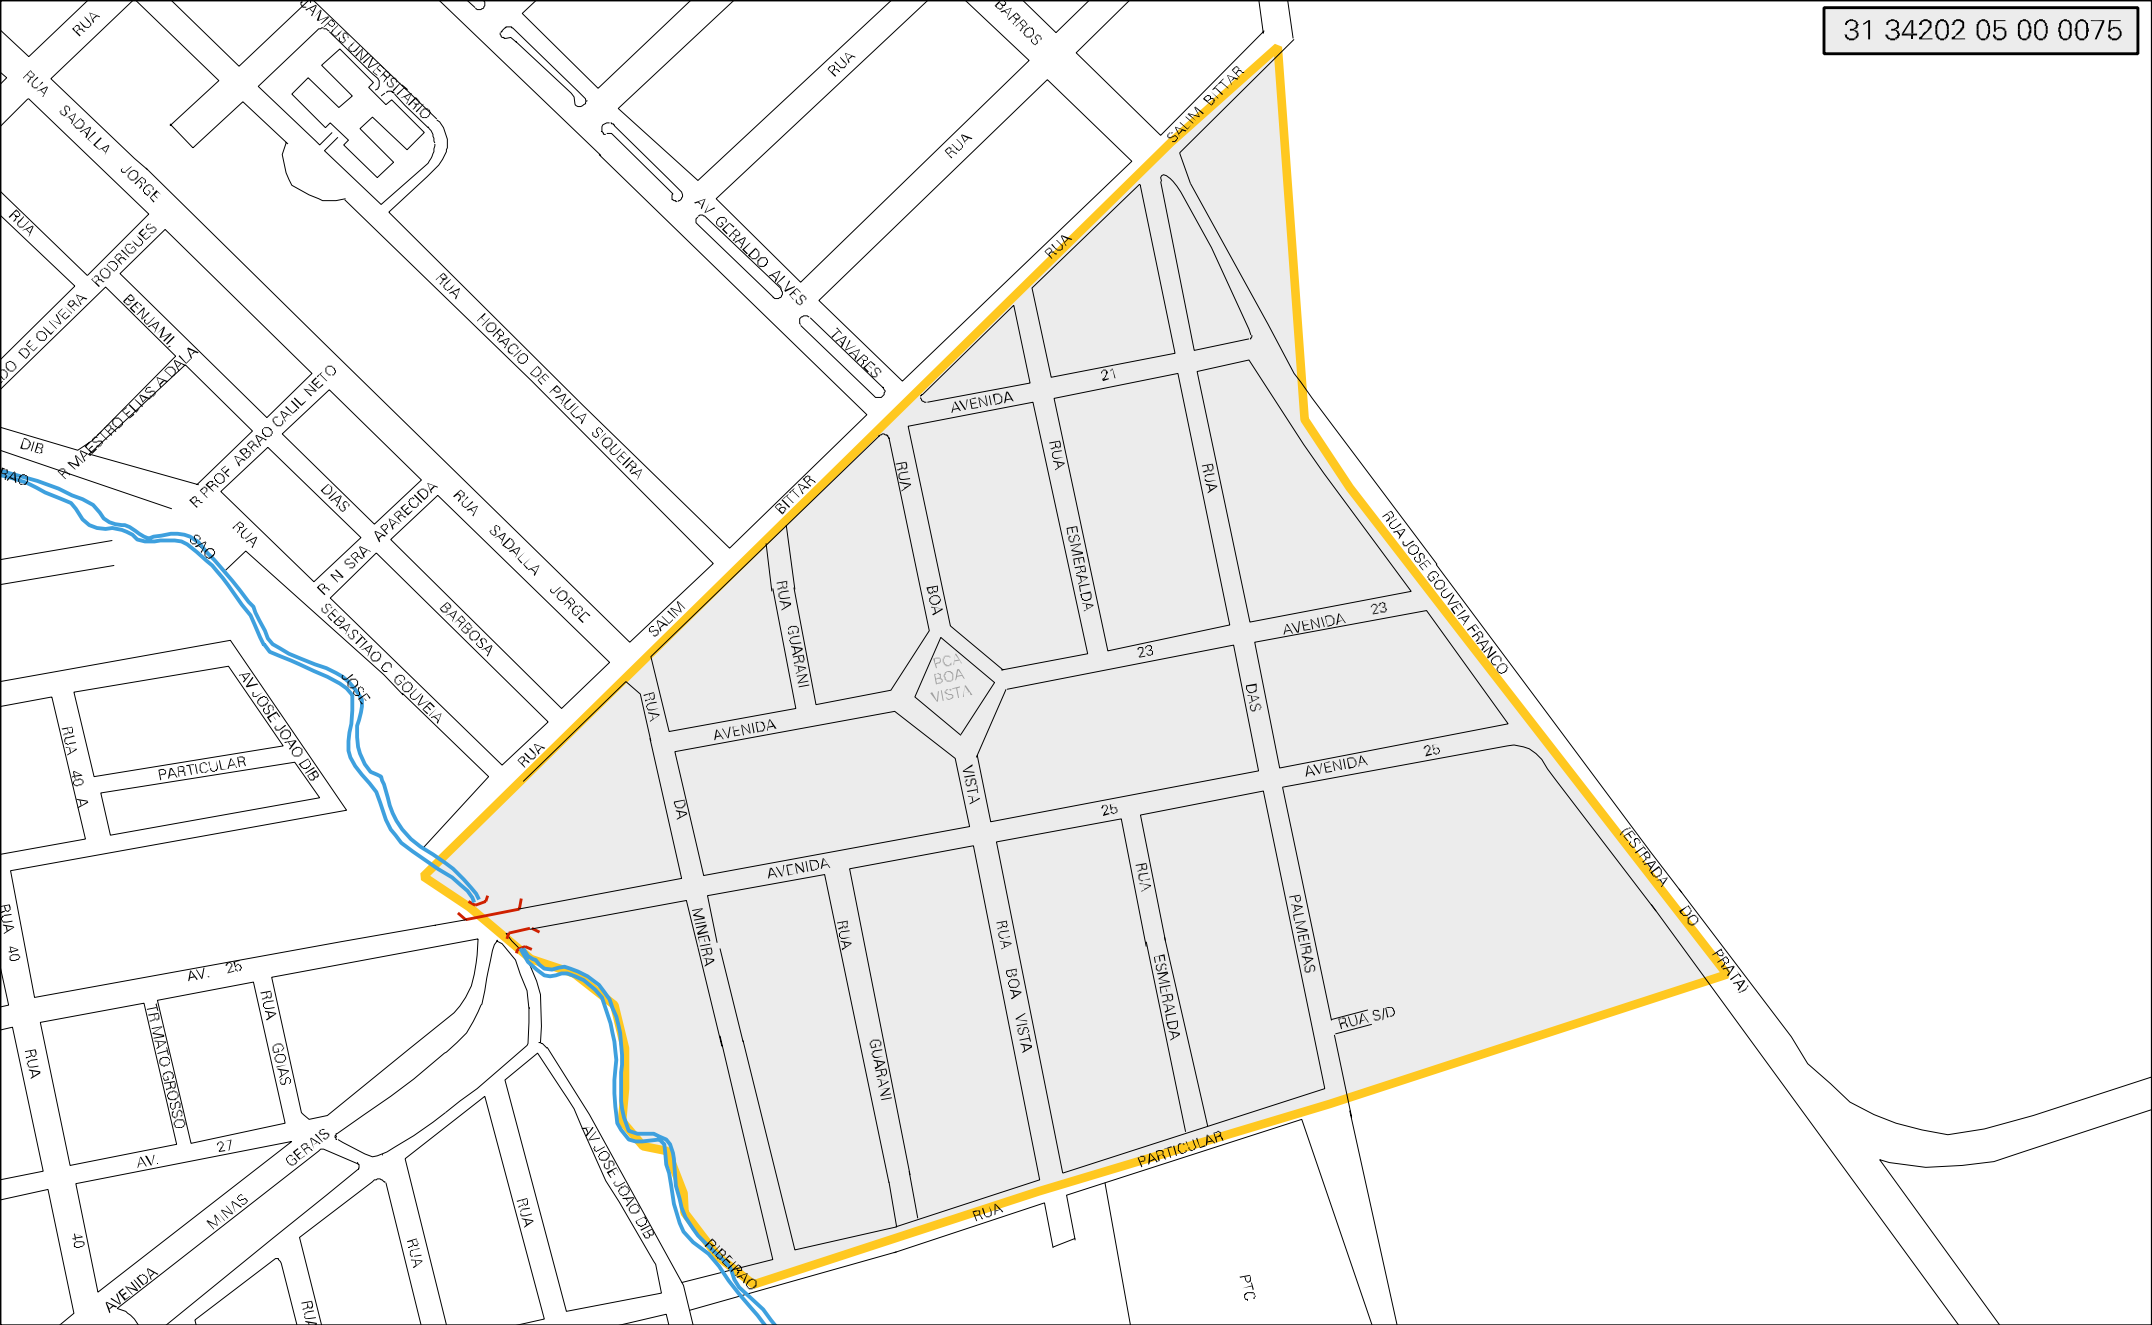 31 34202 05 00 0075
RUA
CAMPUS UNIVERSITARIO
BARROS
RUA
RUA SADALLA JORGE
SALIM BITTAR
RUA
RUA
RUA
DO DE OLIVEIRA RODRIGUES
AV GERALDO ALVES TAVARES
RUA HORACIO DE PAULA SIQUEIRA
BENJAMIL
R MAESTRO ELIAS A DALA
R PROF ABRAO CALIL NETO
AVENIDA 21
DIB
RAO
SAO
JOSE
RUA
DIAS
BARBOSA
R N SRA APARECIDA
RUA SADALLA JORGE
SEBASTIAO C. GOUVEIA
RUA SALIM BITTAR
RUA BOA VISTA
RUA ESMERALDA
RUA DAS PALMEIRAS
RUA GUARANI
RUA JOSE GOUVEIA FRANCO
(ESTRADA DO PRATA)
PCA
BOA
VISTA
AVENIDA 23
AVENIDA 23
RUA DA MINEIRA
AVENIDA 25
AVENIDA 25
AV JOSE JOAO DIB
RUA 40 A
PARTICULAR
RUA 40
AV. 25
RUA GUARANI
RUA BOA VISTA
RUA ESMERALDA
RUA S/D
RUA
40
TR MATO GROSSO
RUA GOIAS
AV. 27
AVENIDA MINAS GERAIS
AV JOSE JOAO DIB
RUA
RUA
RUA
RIBEIRAO
RUA PARTICULAR
PTC